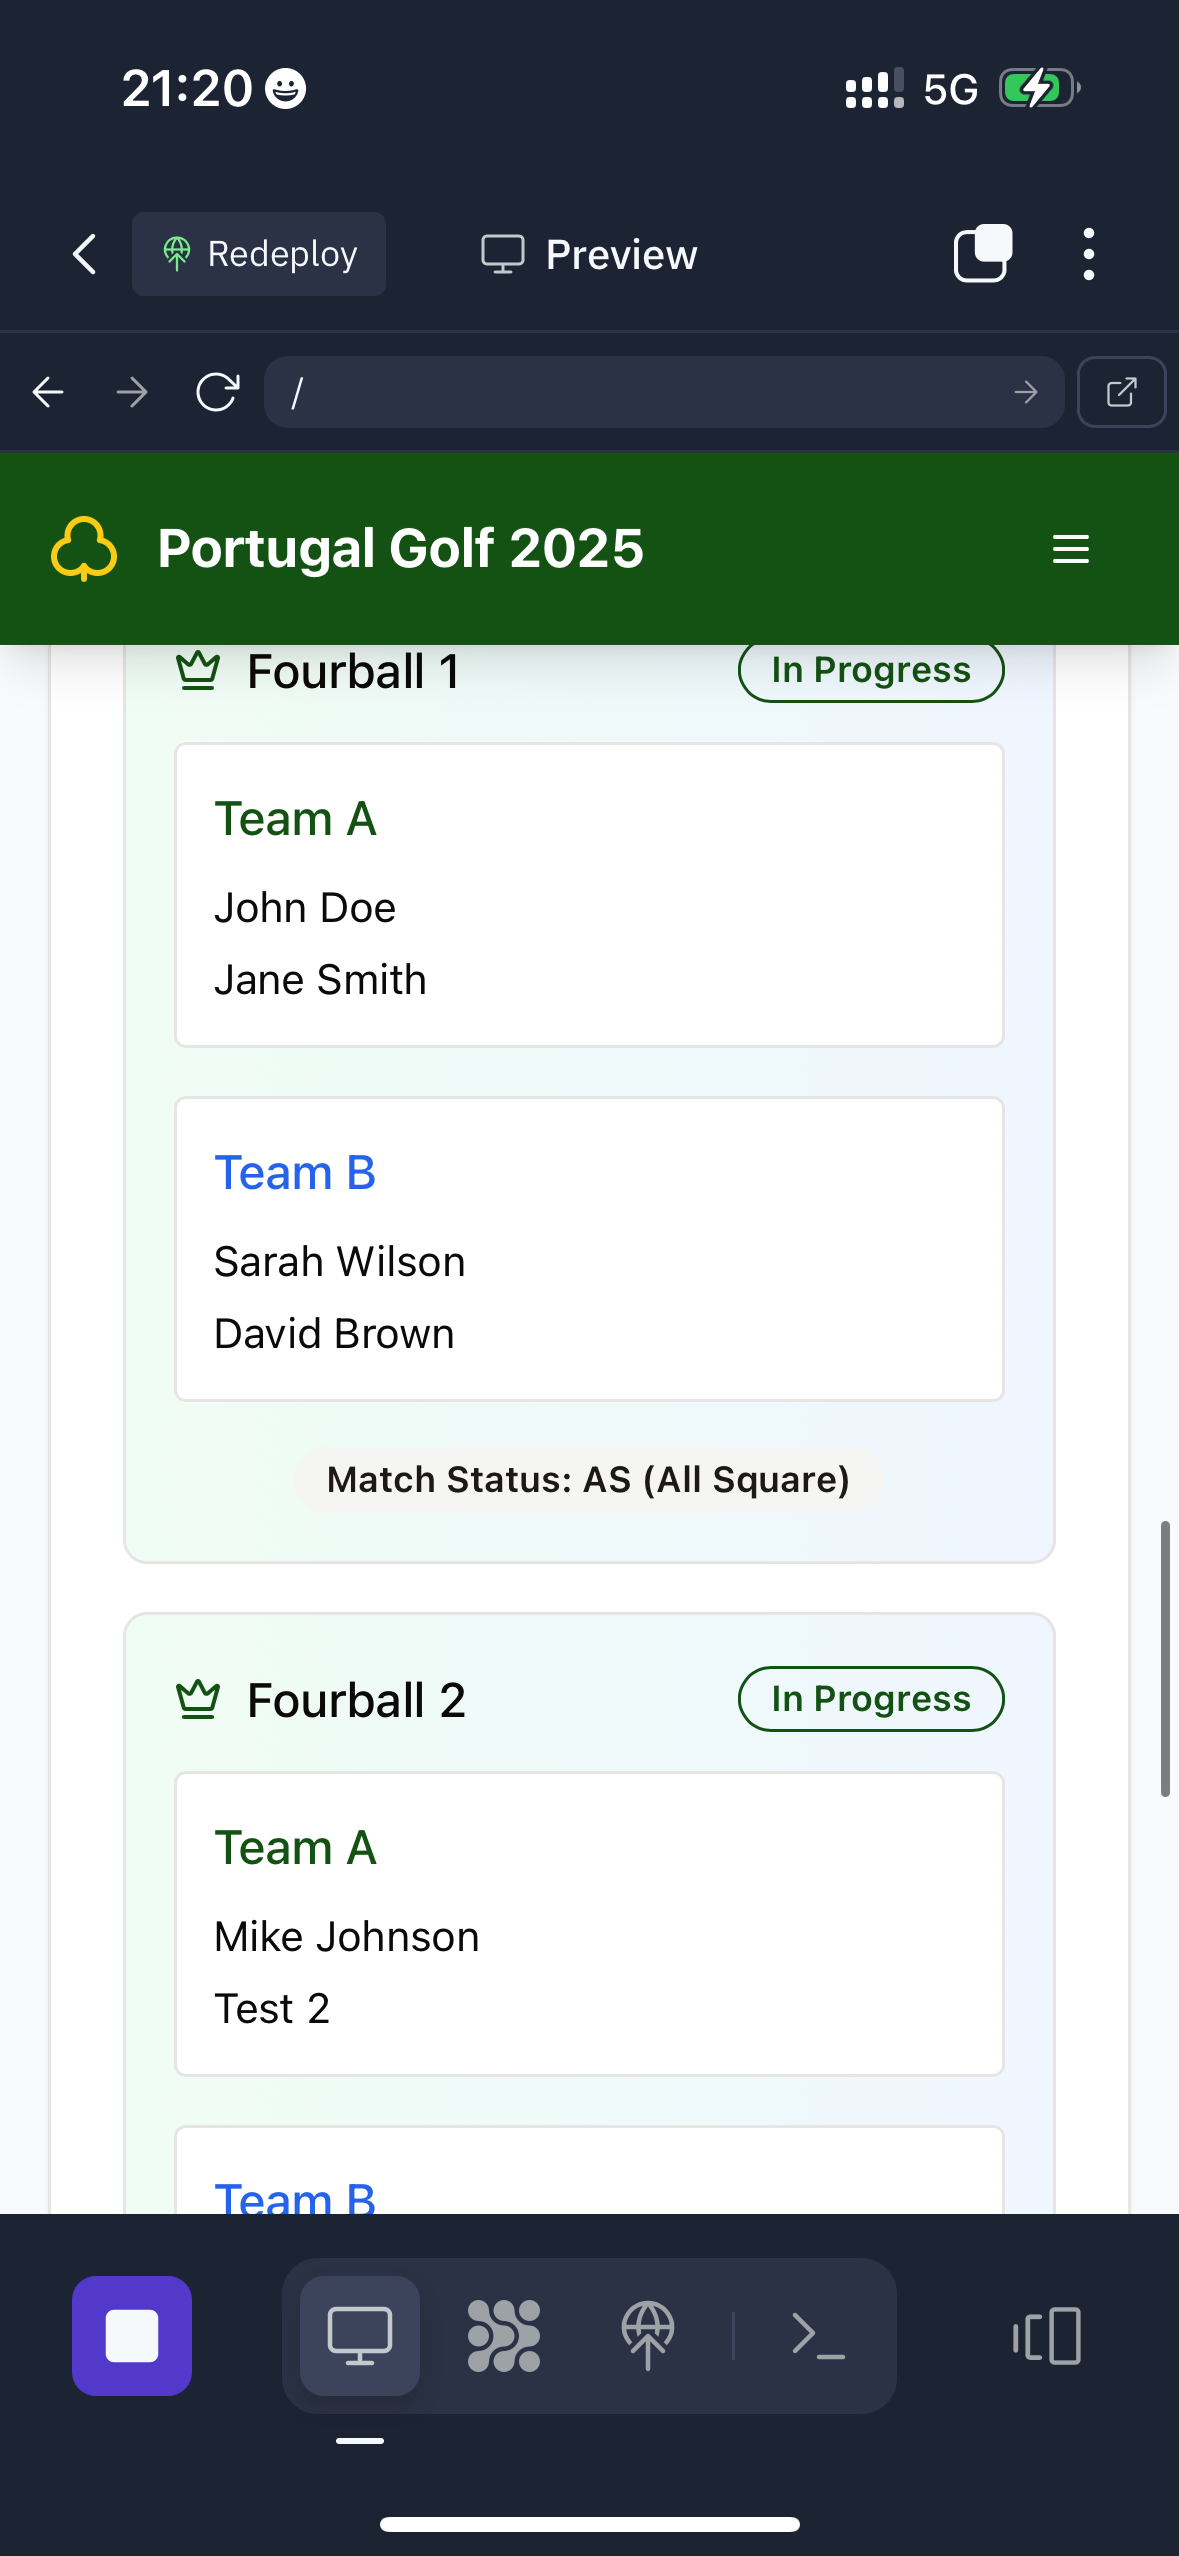 21:20
5G
Redeploy
Preview
/
Portugal Golf 2025
Fourball 1
In Progress
Team A
John Doe
Jane Smith
Team B
Sarah Wilson
David Brown
Match Status: AS (All Square)
Fourball 2
In Progress
Team A
Mike Johnson
Test 2
Team B